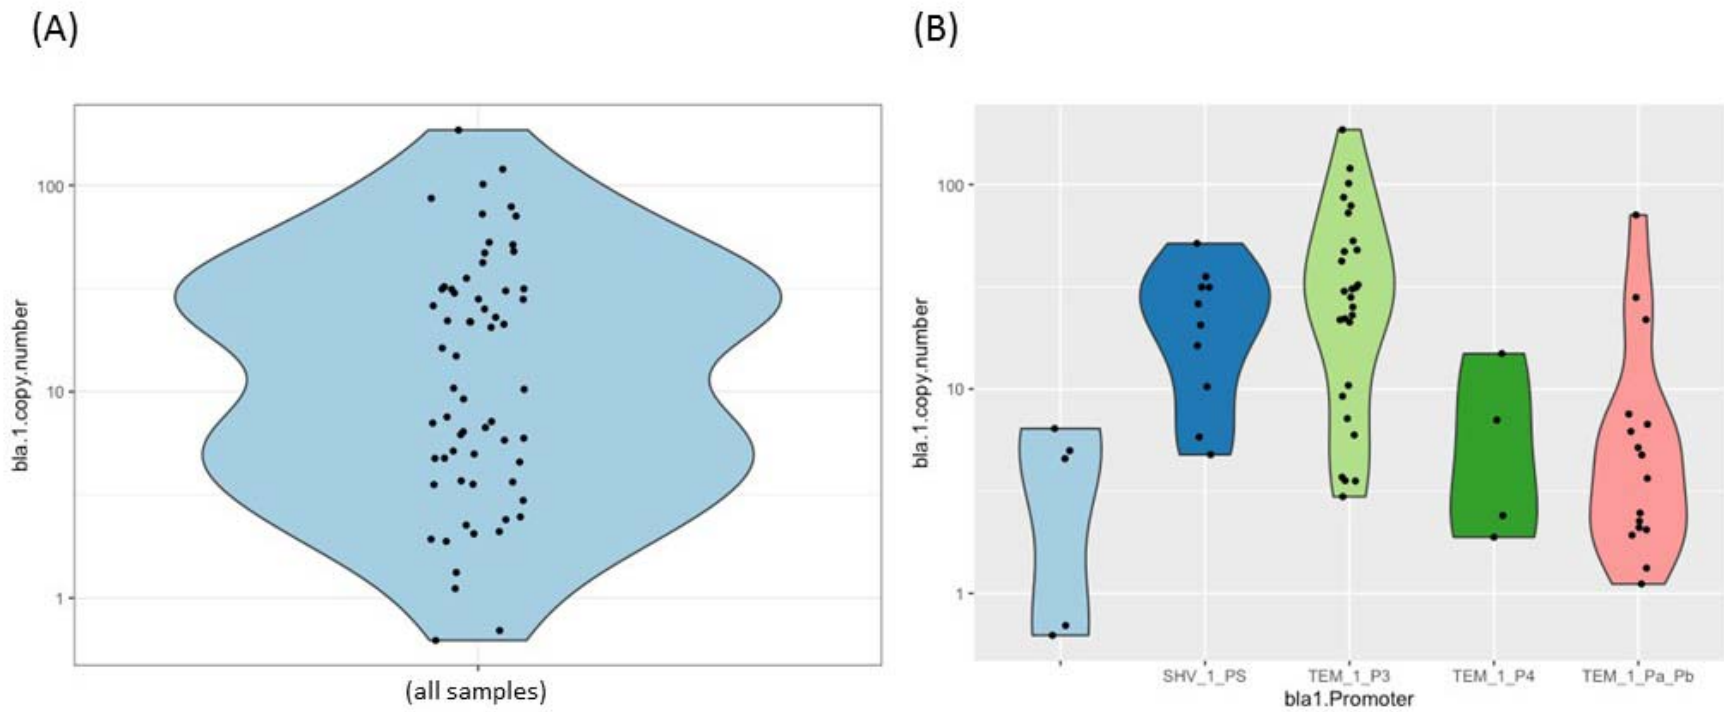 (A)
bla.1.copy.number
100
10
1
(all samples)
(B)
bla.1.copy.number
100
10
1
SHV_1_PS TEM_1_P3 TEM_1_P4 TEM_1_Pa_Pb
bla1.Promoter